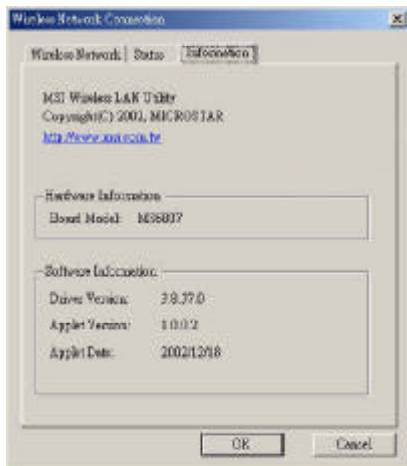 Wireless Network Connection
Wireless Network
Status
Information
MSI Wireless LAN Utility
Copyright(C) 2002, MICROSTAR
http://www.msi.com.tw
Hardware Information
Board Model: MS6807
Software Information
Driver Version: 3.8.37.0
Applet Version: 1.0.0.2
Applet Date: 2002/12/18
OK
Cancel